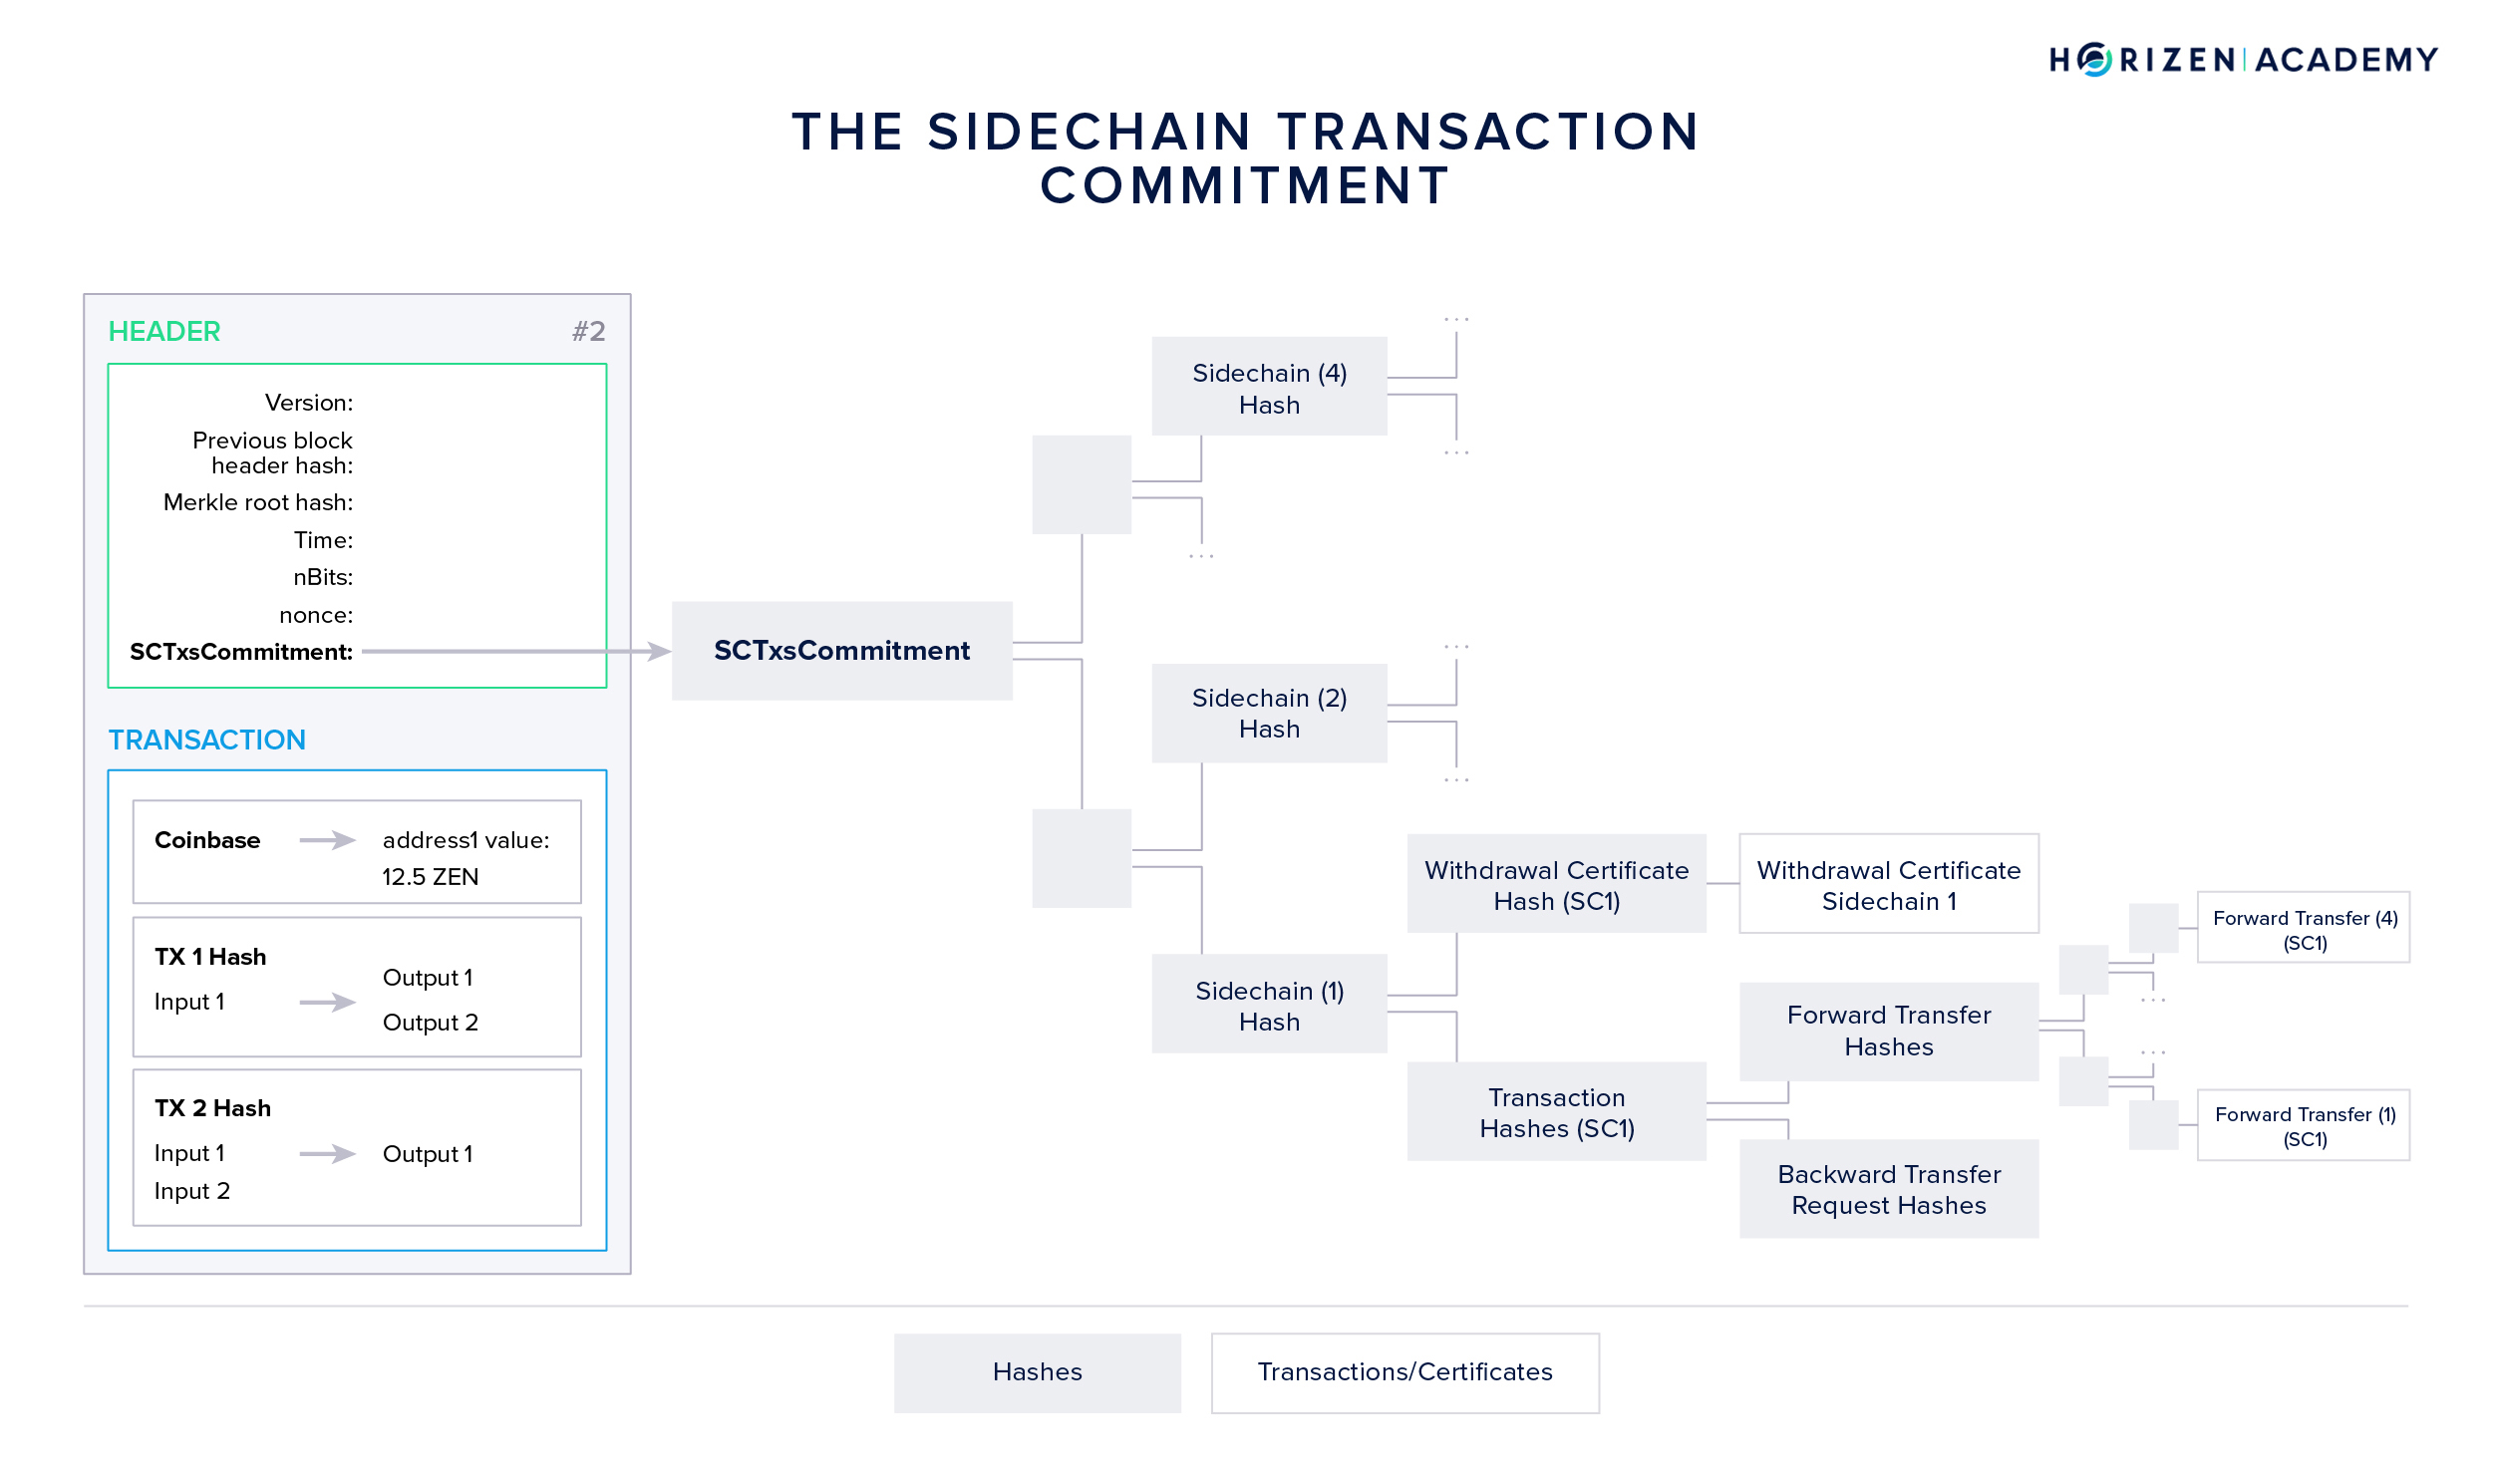 HORIZEN | ACADEMY
THE SIDECHAIN TRANSACTION
COMMITMENT
HEADER #2
Version:
Previous block
header hash:
Merkle root hash:
Time:
nBits:
nonce:
SCTxsCommitment:
TRANSACTION
Coinbase address1 value:
12.5 ZEN
TX 1 Hash
Input 1
Output 1
Output 2
TX 2 Hash
Input 1
Input 2
Output 1
SCTxsCommitment
...
Sidechain (4)
Hash
...
...
...
Sidechain (2)
Hash
...
Sidechain (1)
Hash
Withdrawal Certificate
Hash (SC1)
Withdrawal Certificate
Sidechain 1
Transaction
Hashes (SC1)
Forward Transfer
Hashes
Backward Transfer
Request Hashes
Forward Transfer (4)
(SC1)
...
...
Forward Transfer (1)
(SC1)
Hashes
Transactions/Certificates